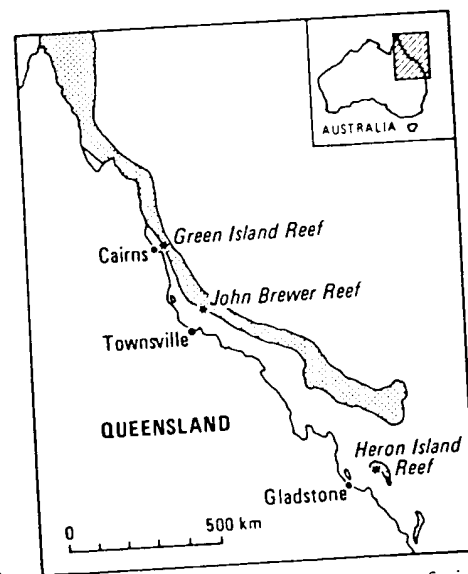 AUSTRALIA
Green Island Reef
Cairns
John Brewer Reef
Townsville
QUEENSLAND
Heron Island
Reef
Gladstone
0 500 km